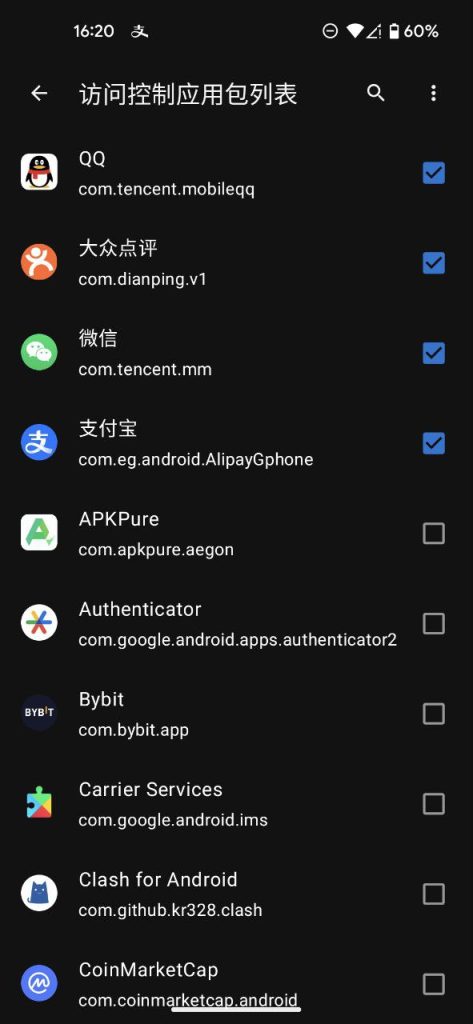 16:20 支 60%
访问控制应用包列表
QQ
com.tencent.mobileqq
大众点评
com.dianping.v1
微信
com.tencent.mm
支
支付宝
com.eg.android.AlipayGphone
APKPure
com.apkpure.aegon
Authenticator
com.google.android.apps.authenticator2
BYBIT
Bybit
com.bybit.app
Carrier Services
com.google.android.ims
Clash for Android
com.github.kr328.clash
CoinMarketCap
com.coinmarketcap.android